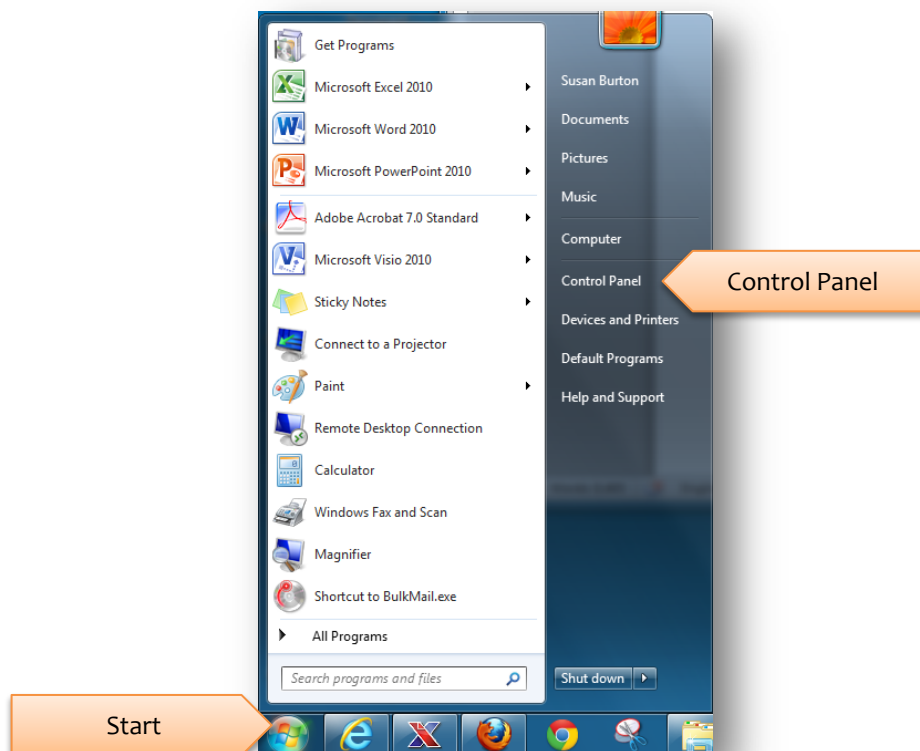 Get Programs
Microsoft Excel 2010
Microsoft Word 2010
Microsoft PowerPoint 2010
Adobe Acrobat 7.0 Standard
Microsoft Visio 2010
Sticky Notes
Connect to a Projector
Paint
Remote Desktop Connection
Calculator
Windows Fax and Scan
Magnifier
Shortcut to BulkMail.exe
All Programs
Search programs and files
Susan Burton
Documents
Pictures
Music
Computer
Control Panel
Devices and Printers
Default Programs
Help and Support
Shut down
Control Panel
Start